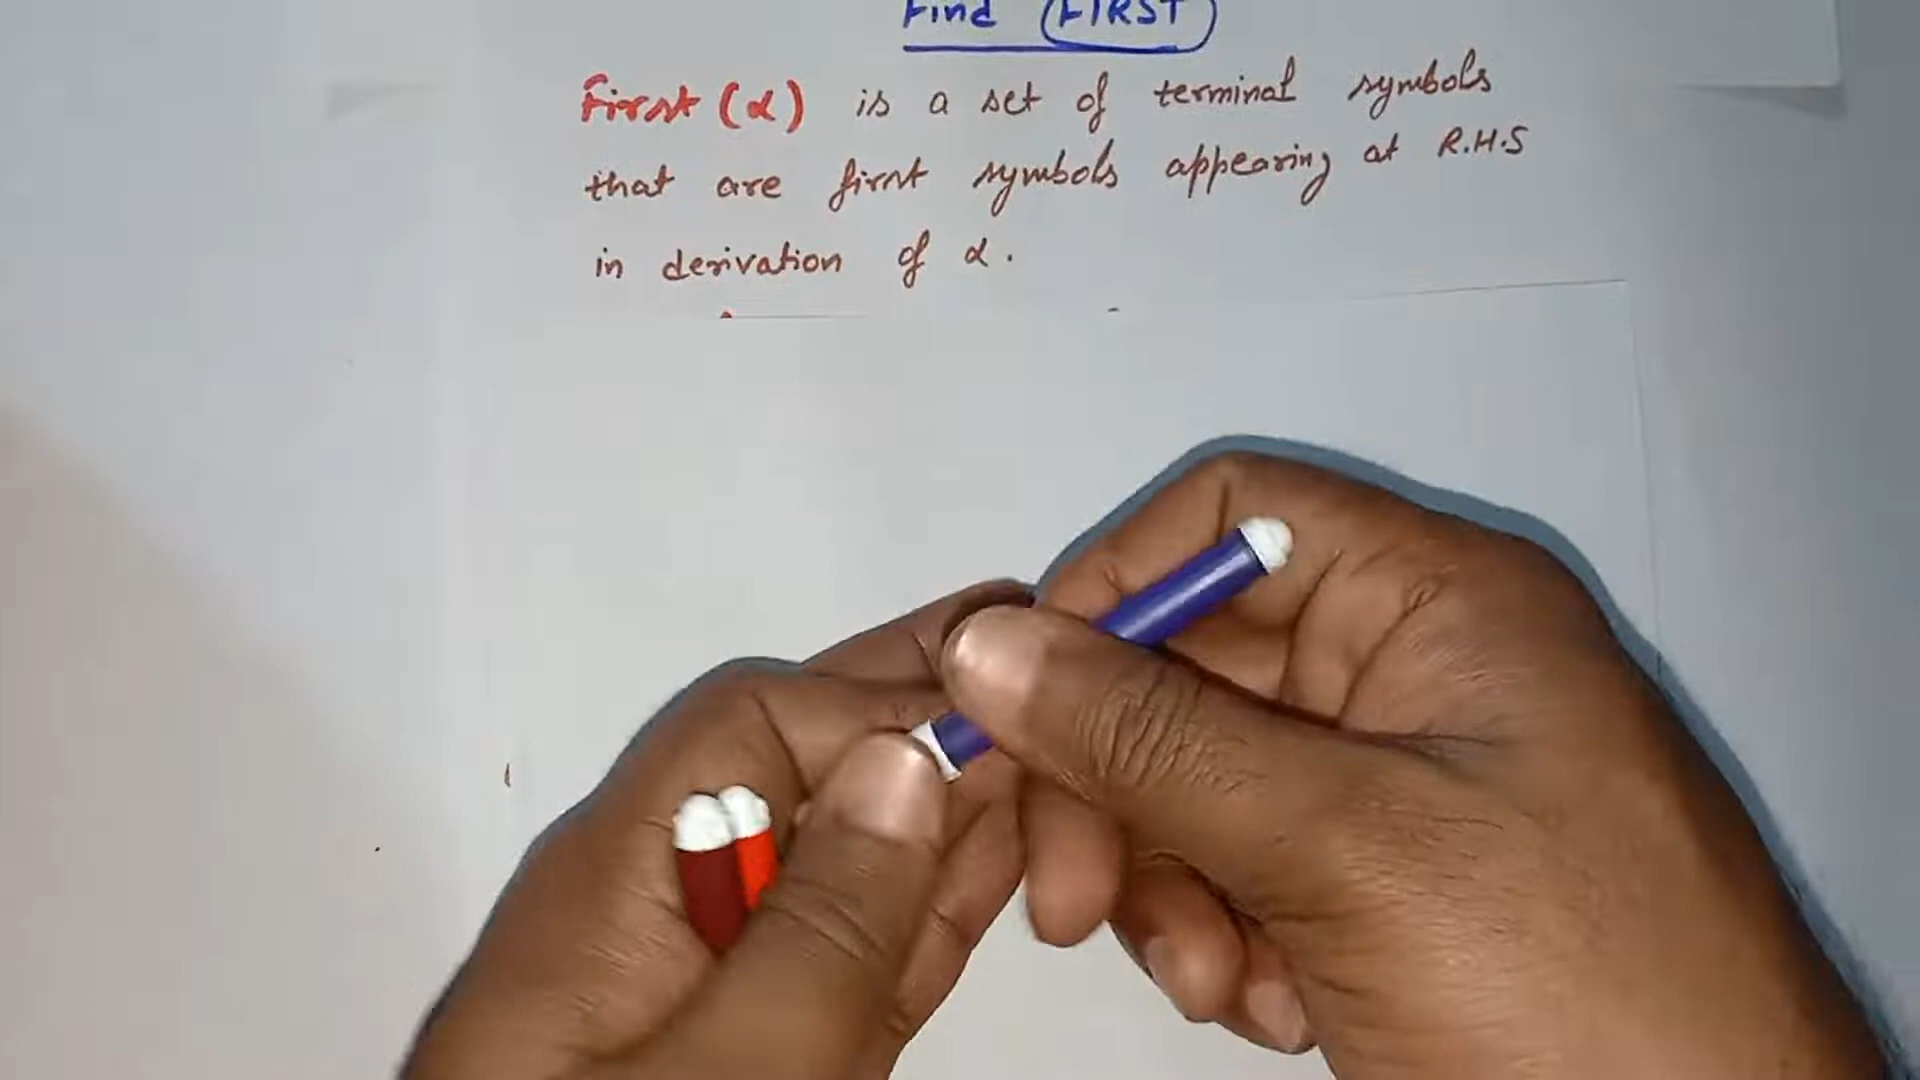 Find FIRST
First (α) is a set of terminal symbols
that are first symbols appearing at R.H.S
in derivation of α.